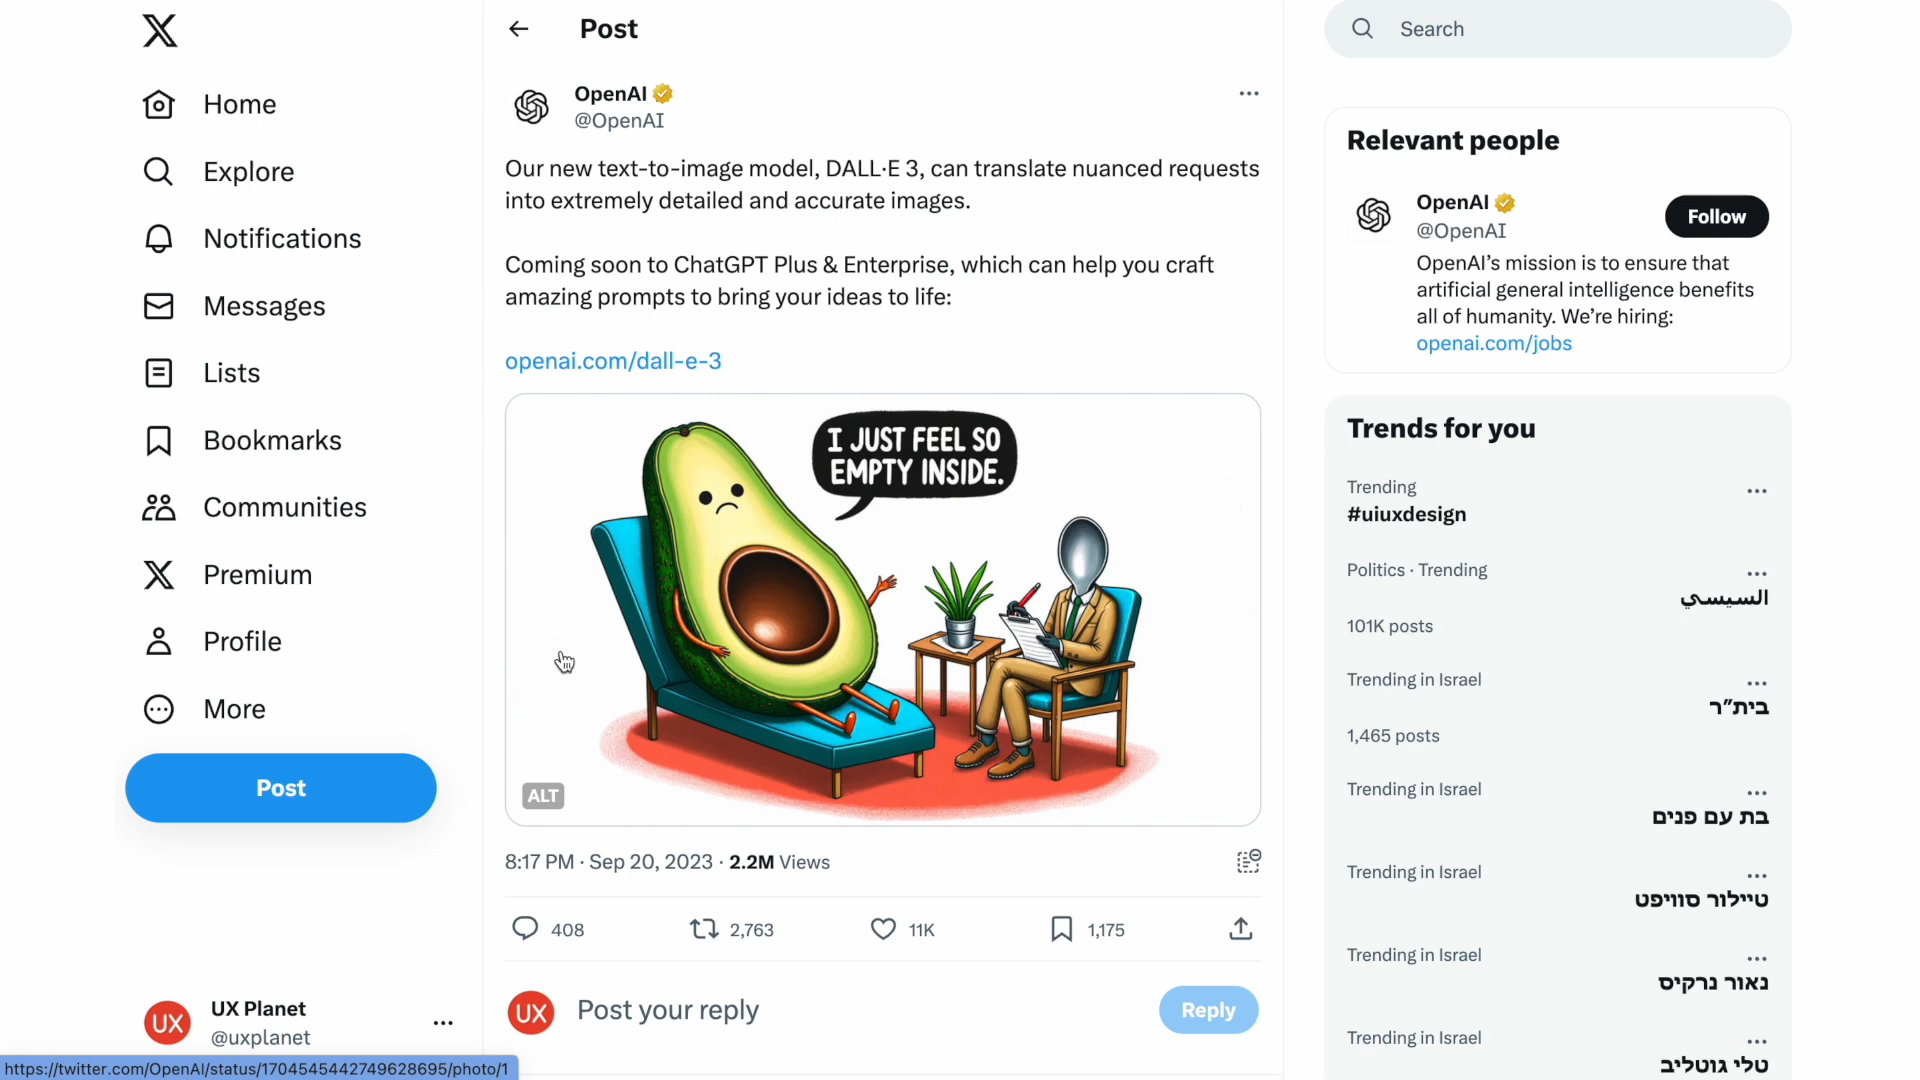 Home
Explore
Notifications
Messages
Lists
Bookmarks
Communities
Premium
Profile
More
Post
UX
UX Planet
@uxplanet
https://twitter.com/OpenAI/status/1704545442749628695/photo/1
Post
OpenAI
@OpenAI
Our new text-to-image model, DALL·E 3, can translate nuanced requests
into extremely detailed and accurate images.
Coming soon to ChatGPT Plus & Enterprise, which can help you craft
amazing prompts to bring your ideas to life:
openai.com/dall-e-3
I JUST FEEL SO
EMPTY INSIDE.
ALT
8:17 PM · Sep 20, 2023 · 2.2M Views
408 2,763 11K 1,175
UX Post your reply Reply
Search
Relevant people
OpenAI
@OpenAI
Follow
OpenAI’s mission is to ensure that
artificial general intelligence benefits
all of humanity. We’re hiring:
openai.com/jobs
Trends for you
Trending
#uiuxdesign
Politics · Trending
السيسي
101K posts
Trending in Israel
בית״ר
1,465 posts
Trending in Israel
בת עם פנים
Trending in Israel
טיילור סוויפט
Trending in Israel
נאור נרקיס
Trending in Israel
טלי גוטליב